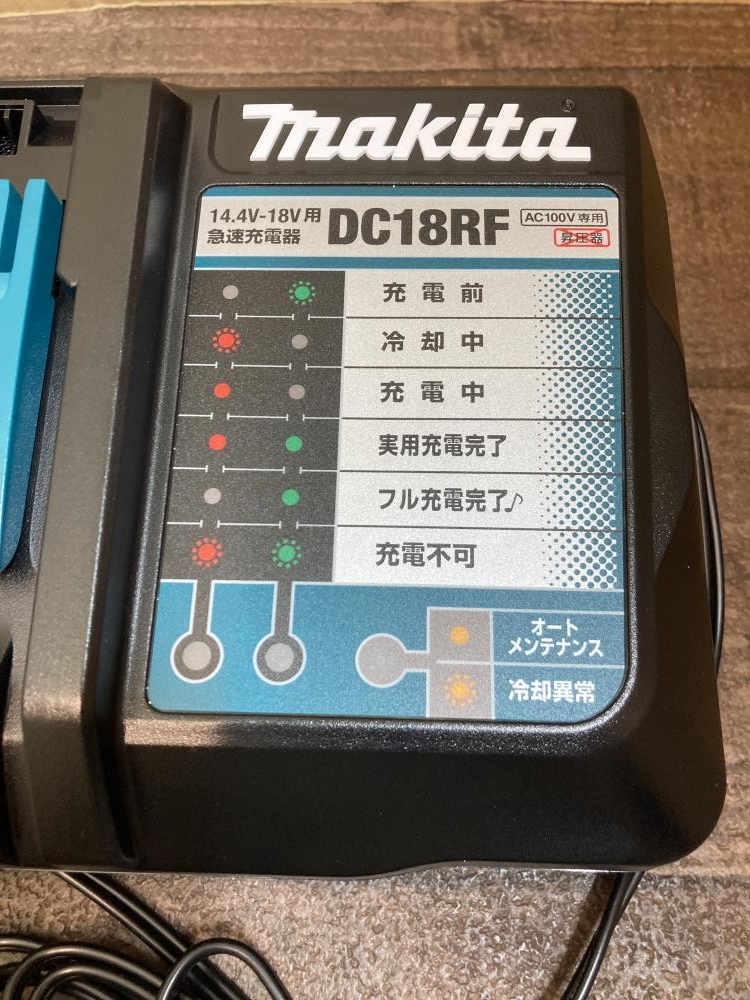 makita
14.4V-18V用
急速充電器
DC18RF
AC100V専用
昇圧器
充電前
冷却中
充電中
実用充電完了
フル充電完了♪
充電不可
オート
メンテナンス
冷却異常